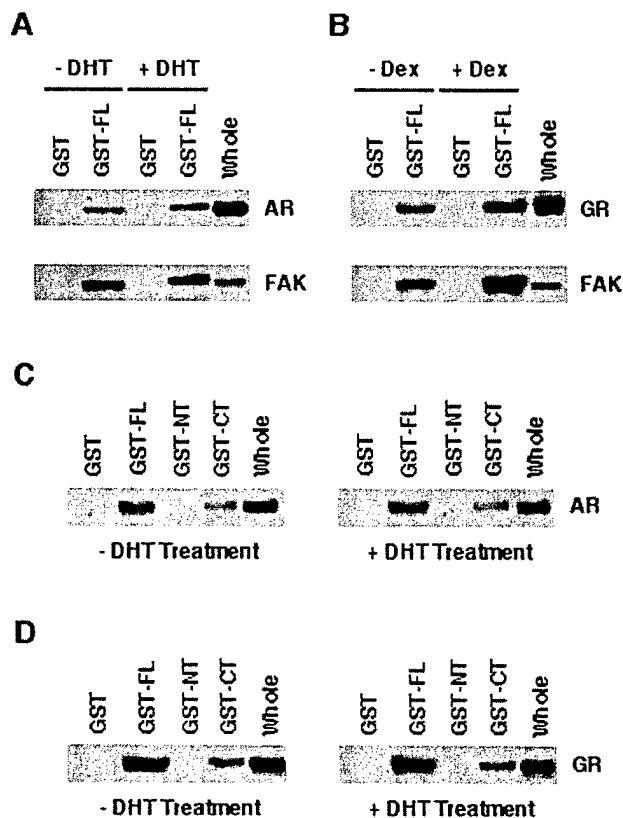 A
B
- DHT + DHT
- Dex + Dex
GST GST-FL GST GST-FL Whole
GST GST-FL GST GST-FL Whole
AR
GR
FAK
FAK
C
GST GST-FL GST-NT GST-CT Whole
GST GST-FL GST-NT GST-CT Whole
AR
- DHT Treatment
+ DHT Treatment
D
GST GST-FL GST-NT GST-CT Whole
GST GST-FL GST-NT GST-CT Whole
GR
- DHT Treatment
+ DHT Treatment